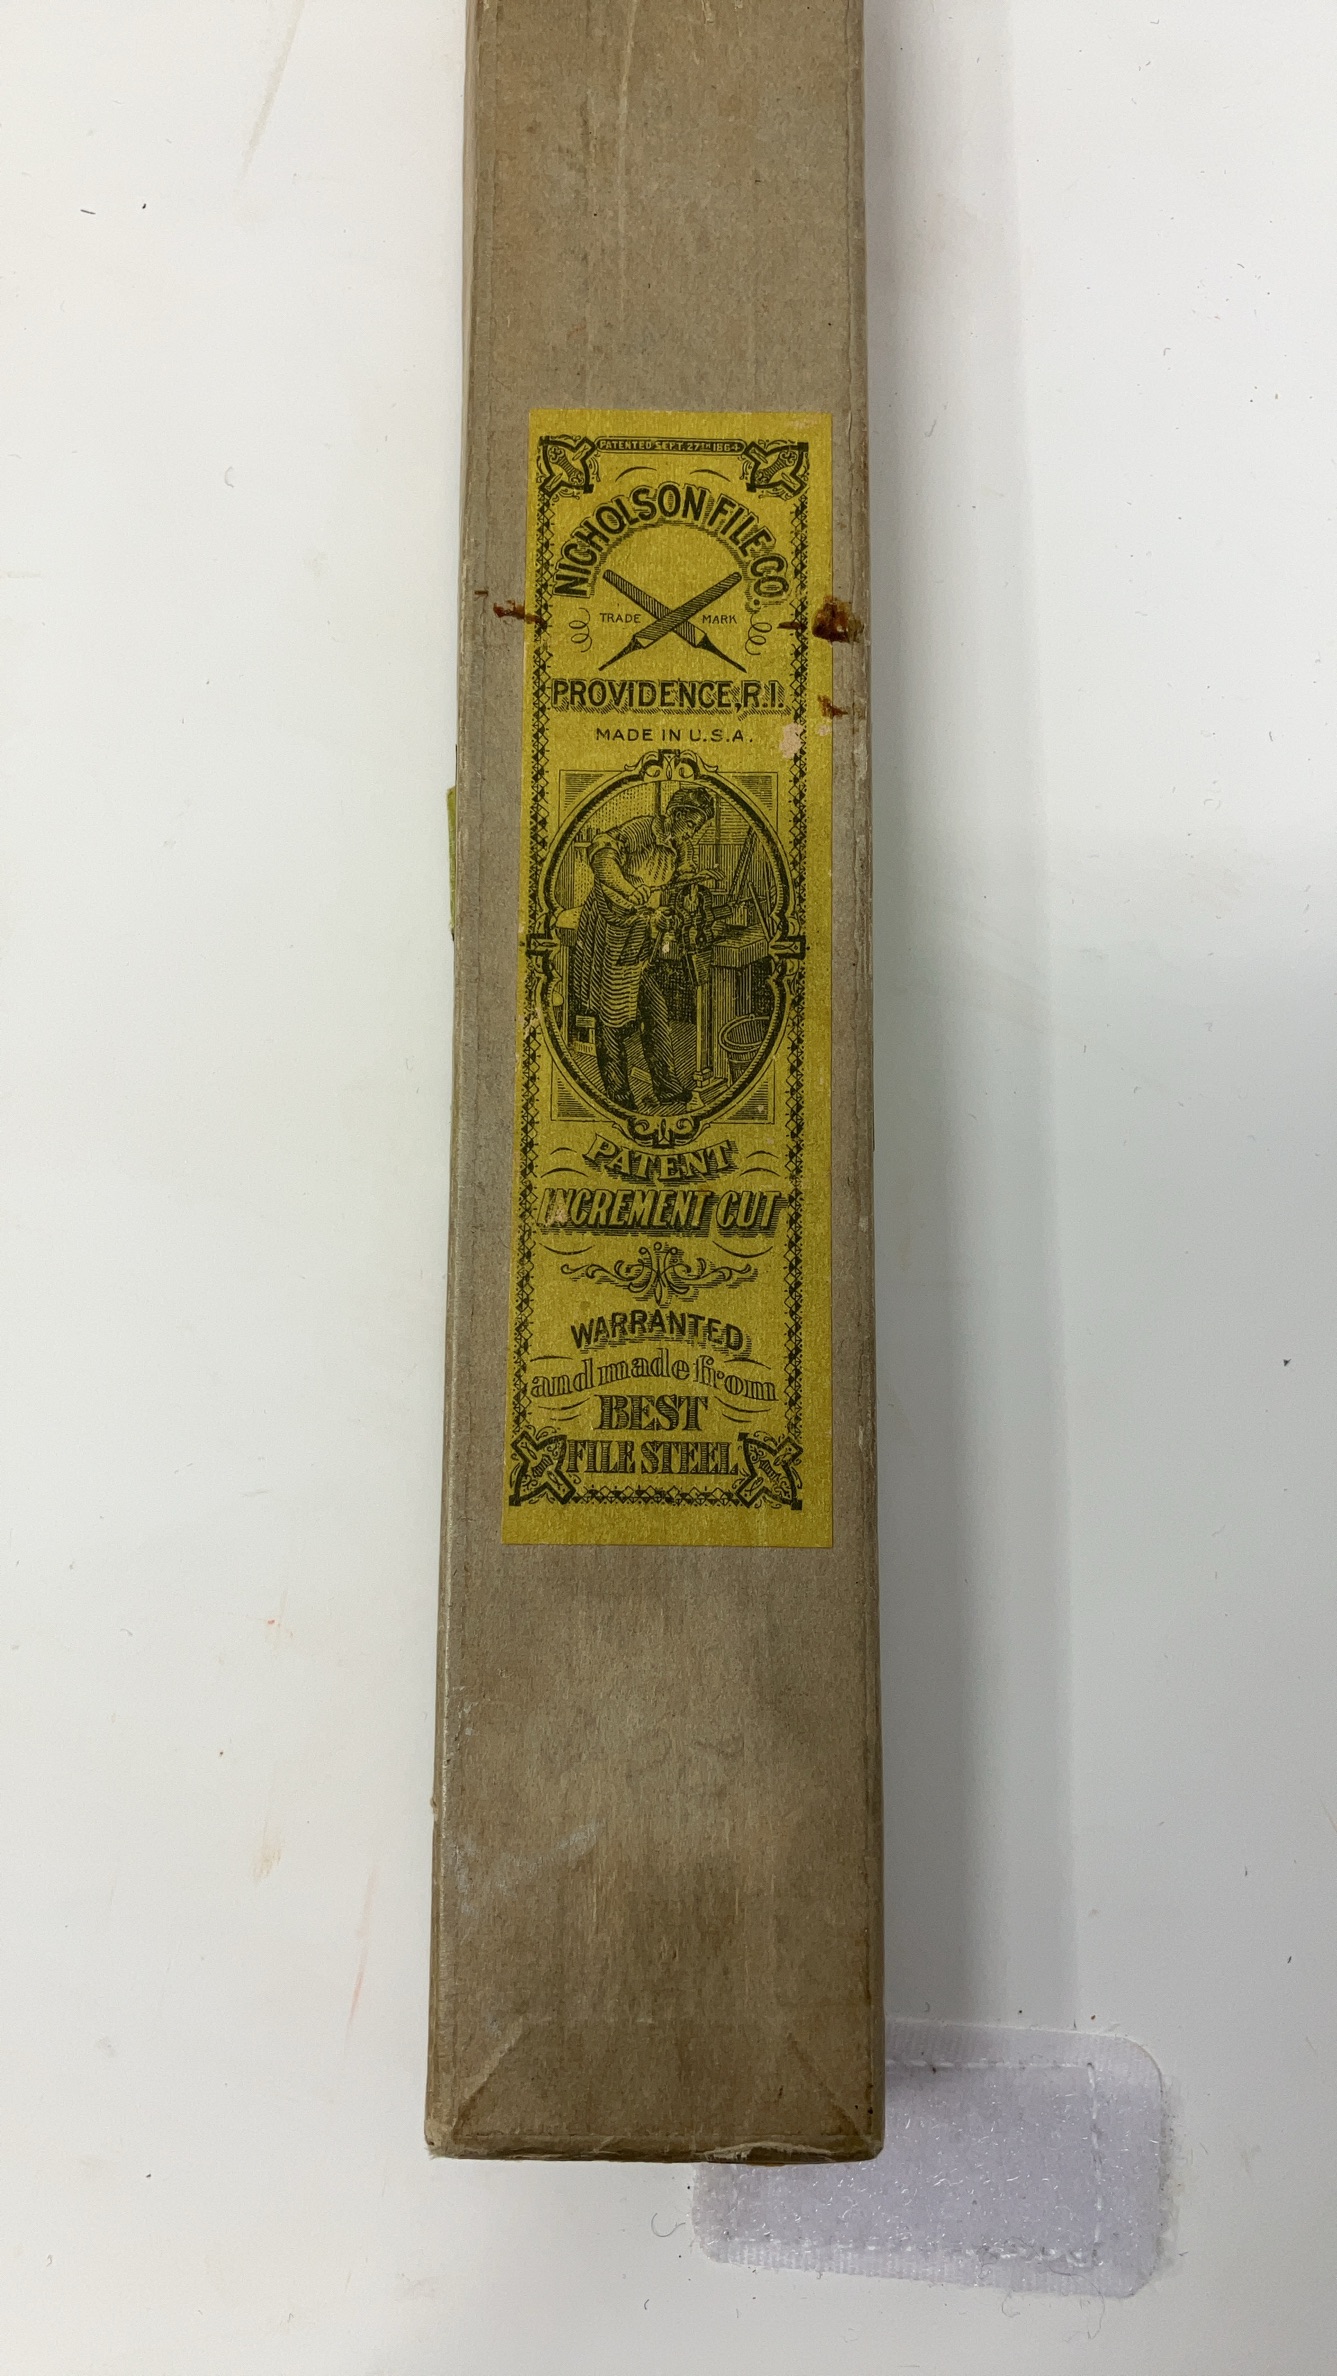 PATENTED SEPT. 27TH 1864
NICHOLSON FILE CO.
TRADE MARK
PROVIDENCE, R.I.
MADE IN U.S.A.
PATENT
INCREMENT CUT
WARRANTED
and made from
BEST
FILE STEEL